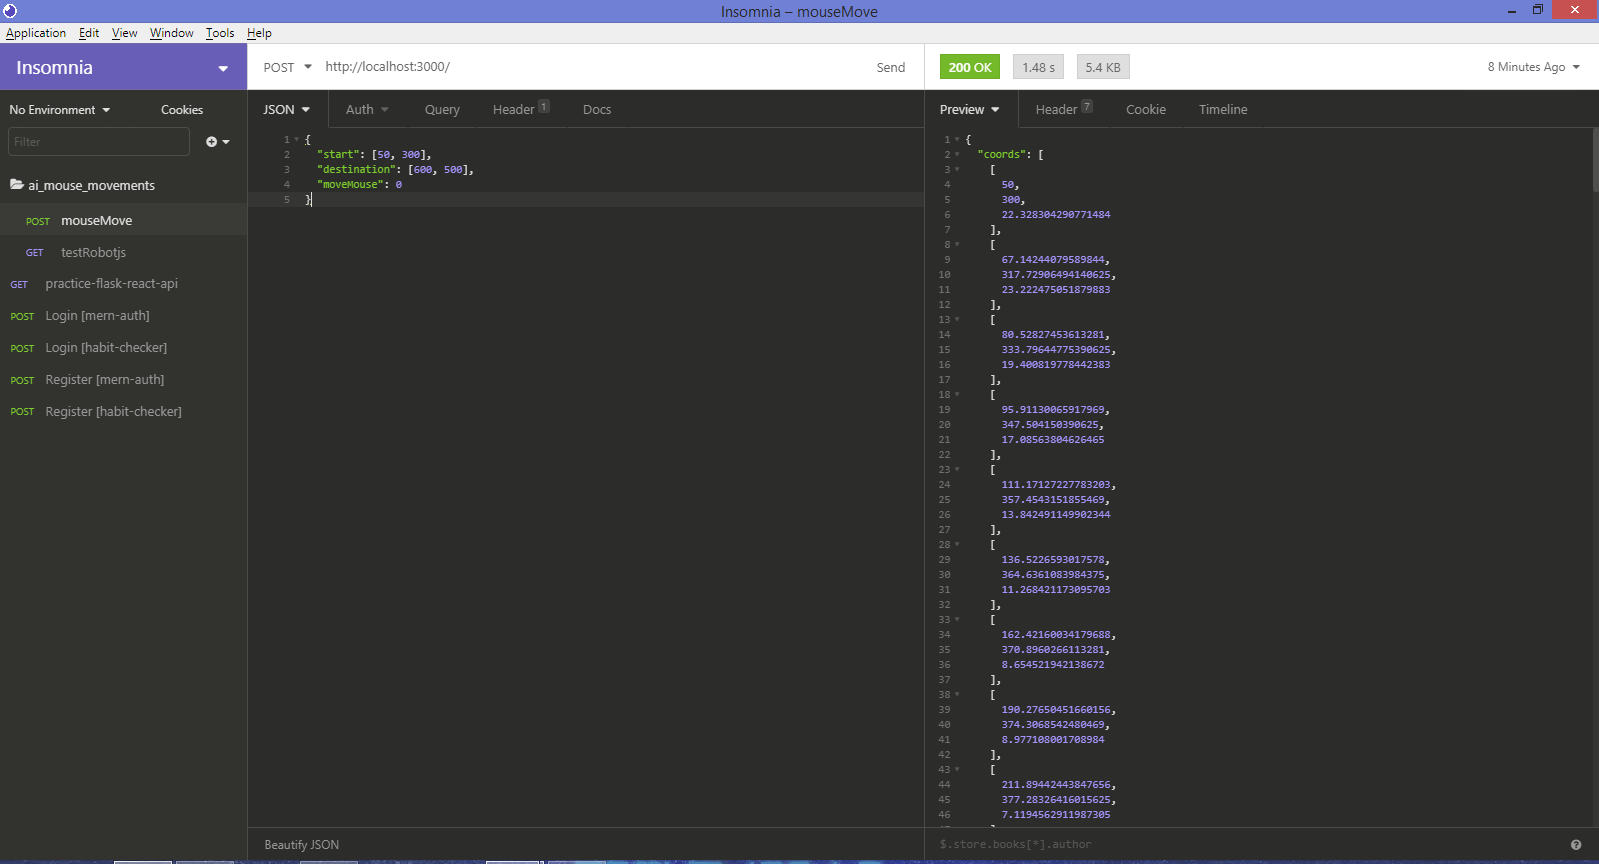 Insomnia – mouseMove
Application Edit View Window Tools Help
Insomnia
POST http://localhost:3000/ Send
200 OK 1.48 s 5.4 KB 8 Minutes Ago
No Environment Cookies
JSON Auth Query Header 1 Docs
Preview Header 7 Cookie Timeline
Filter
ai_mouse_movements
POST mouseMove
GET testRobotjs
GET practice-flask-react-api
POST Login [mern-auth]
POST Login [habit-checker]
POST Register [mern-auth]
POST Register [habit-checker]
1 {
2 "start": [50, 300],
3 "destination": [600, 500],
4 "moveMouse": 0
5 }
Beautify JSON
1 {
2 "coords": [
3 [
4 50,
5 300,
6 22.328304290771484
7 ],
8 [
9 67.14244079589844,
10 317.72906494140625,
11 23.222475051879883
12 ],
13 [
14 80.52827453613281,
15 333.79644775390625,
16 19.400819778442383
17 ],
18 [
19 95.91130065917969,
20 347.504150390625,
21 17.08563804626465
22 ],
23 [
24 111.17127227783203,
25 357.4543151855469,
26 13.842491149902344
27 ],
28 [
29 136.5226593017578,
30 364.6361083984375,
31 11.268421173095703
32 ],
33 [
34 162.42160034179688,
35 370.8960266113281,
36 8.654521942138672
37 ],
38 [
39 190.27650451660156,
40 374.3068542480469,
41 8.977108001708984
42 ],
43 [
44 211.89442443847656,
45 377.28326416015625,
46 7.1194562911987305
$.store.books[*].author